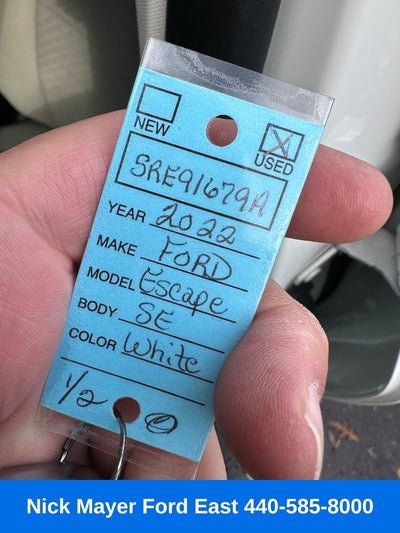 NEW
USED
SRE91679A
YEAR 2022
MAKE FORD
MODEL Escape
BODY SE
COLOR White
1/2
Nick Mayer Ford East 440-585-8000